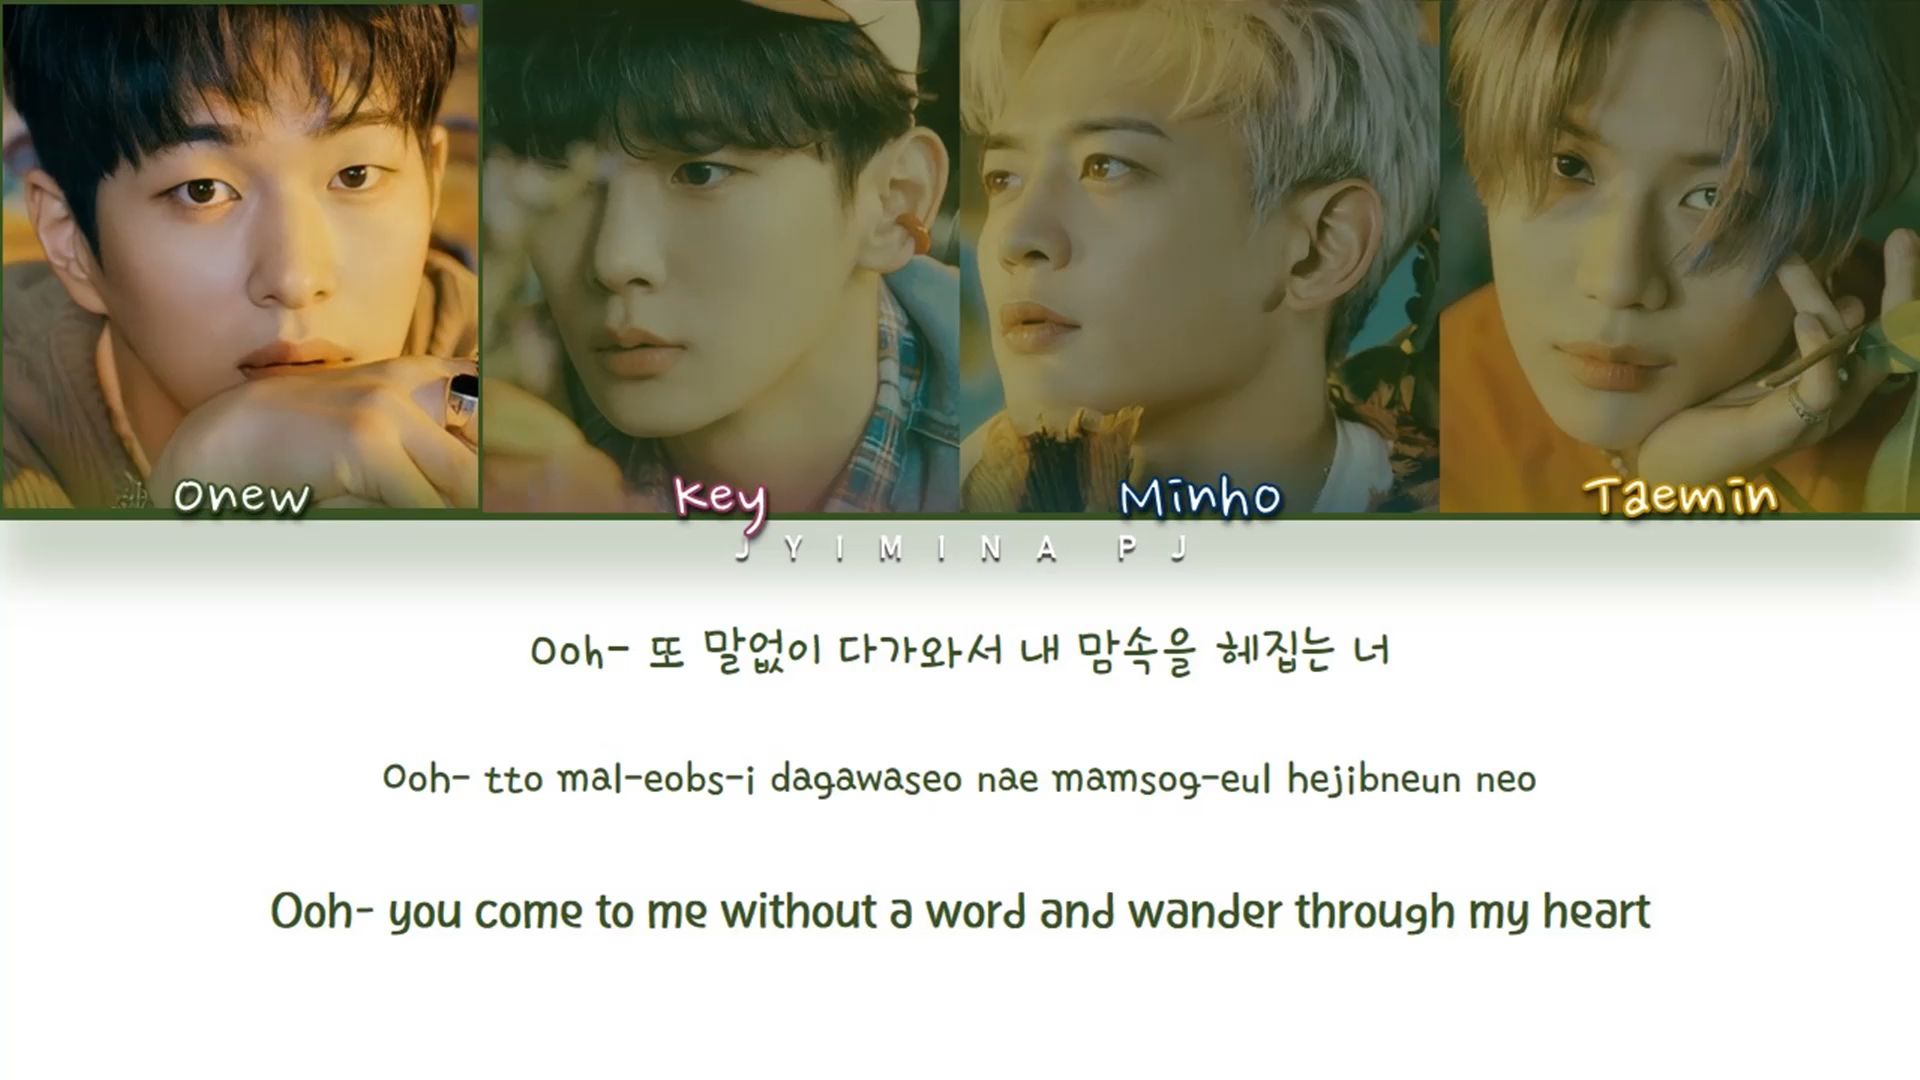 Onew Key Minho Taemin
JYIMINA PJ
Ooh- 또 말없이 다가와서 내 맘속을 헤집는 너
Ooh- tto mal-eobs-i dagawaseo nae mamsog-eul hejibneun neo
Ooh- you come to me without a word and wander through my heart